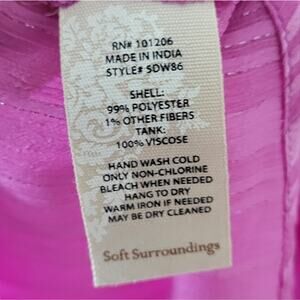 RN# 101206
MADE IN INDIA
STYLE# SDW86
SHELL:
99% POLYESTER
1% OTHER FIBERS
TANK:
100% VISCOSE
HAND WASH COLD
ONLY NON-CHLORINE
BLEACH WHEN NEEDED
HANG TO DRY
WARM IRON IF NEEDED
MAY BE DRY CLEANED
Soft Surroundings